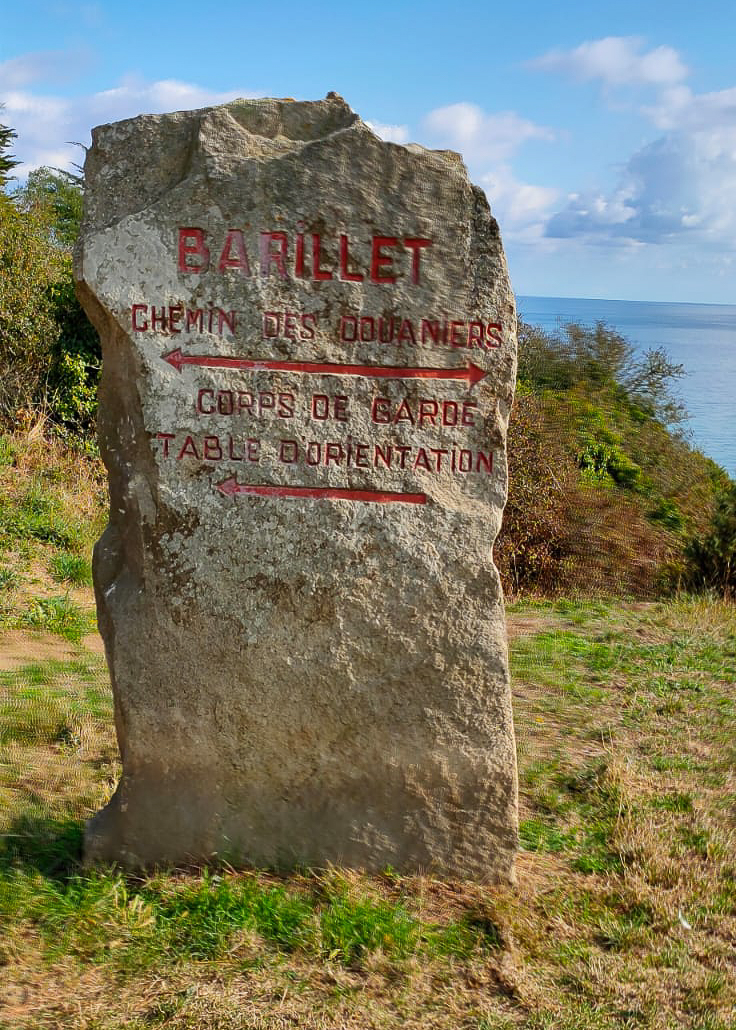 BARILLET
CHEMIN DES DOUANIERS
CORPS DE GARDE
TABLE D'ORIENTATION